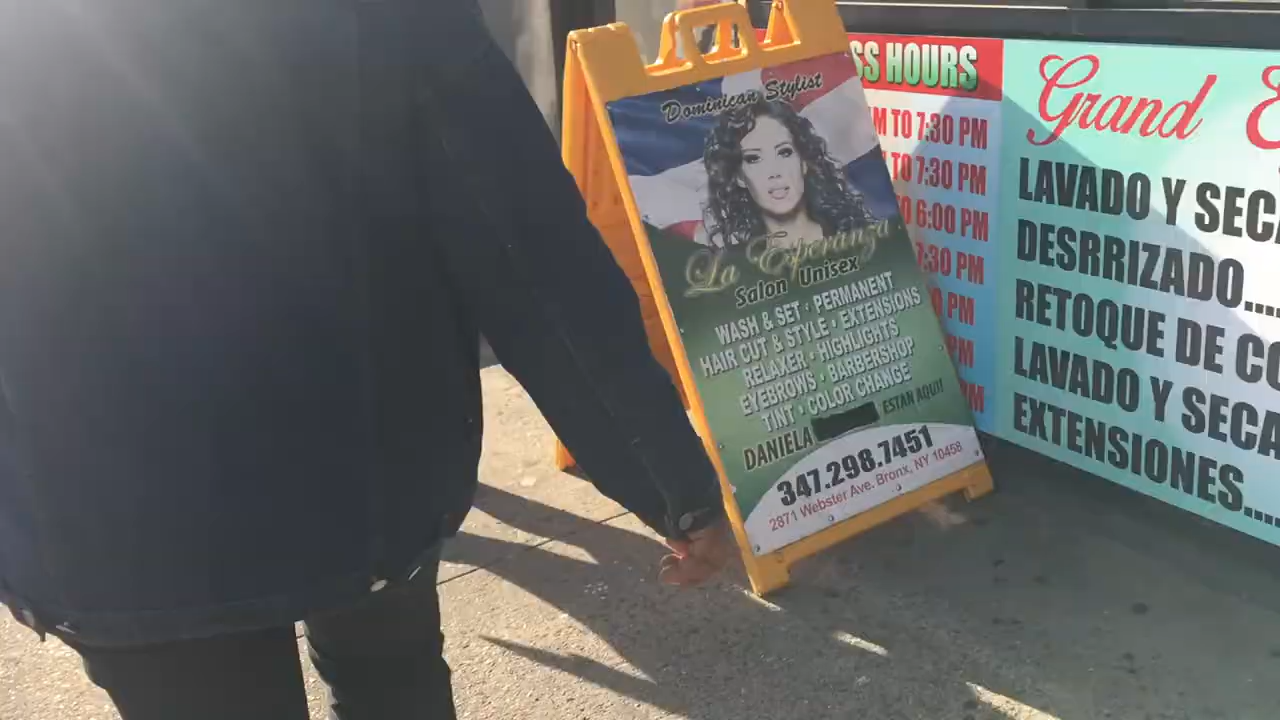 Dominican Stylist
La Esperanza
Salon Unisex
WASH & SET · PERMANENT
HAIR CUT & STYLE · EXTENSIONS
RELAXER · HIGHLIGHTS
EYEBROWS · BARBERSHOP
TINT · COLOR CHANGE
DANIELA ESTAN AQUI!
347.298.7451
2871 Webster Ave. Bronx, NY 10458
SS HOURS
M TO 7:30 PM
TO 7:30 PM
TO 6:00 PM
7:30 PM
PM
PM
PM
Grand
LAVADO Y SECA
DESRRIZADO....
RETOQUE DE CO
LAVADO Y SECA
EXTENSIONES....